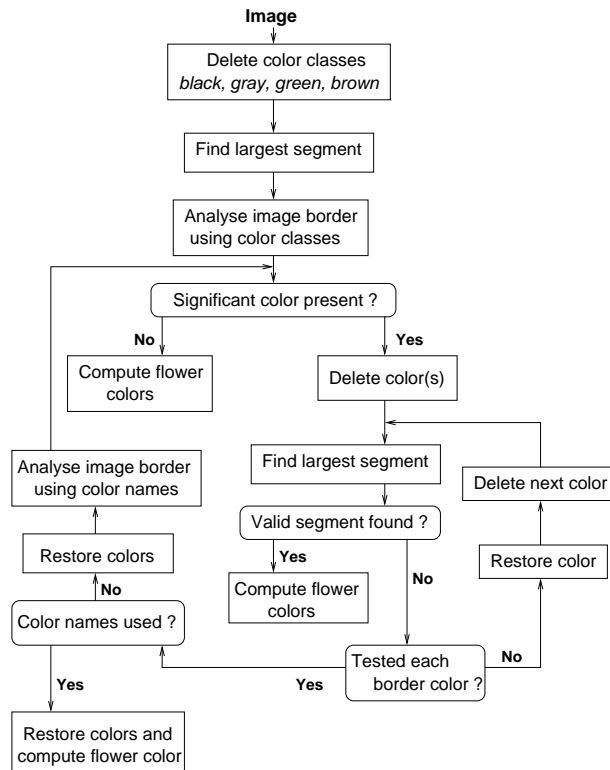 Image
Delete color classes
black, gray, green, brown
Find largest segment
Analyse image border
using color classes
Significant color present ?
No
Yes
Compute flower
colors
Delete color(s)
Analyse image border
using color names
Find largest segment
Delete next color
Valid segment found ?
Restore colors
Yes
No
Restore color
Compute flower
colors
No
Color names used ?
Tested each
border color ?
Yes
No
Yes
Restore colors and
compute flower color